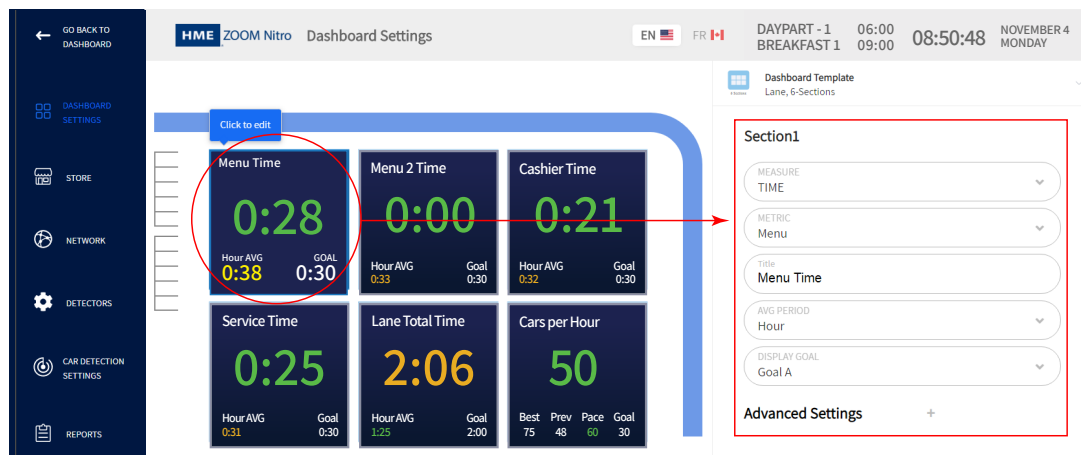 GO BACK TO
DASHBOARD
DASHBOARD
SETTINGS
STORE
NETWORK
DETECTORS
CAR DETECTION
SETTINGS
REPORTS
HME ZOOM Nitro Dashboard Settings
EN FR
DAYPART - 1 06:00
BREAKFAST 1 09:00
08:50:48
NOVEMBER 4
MONDAY
Click to edit
Menu Time
0:28
Hour AVG GOAL
0:38 0:30
Menu 2 Time
0:00
Hour AVG Goal
0:33 0:30
Cashier Time
0:21
Hour AVG Goal
0:32 0:30
Service Time
0:25
Hour AVG Goal
0:31 0:30
Lane Total Time
2:06
Hour AVG Goal
1:25 2:00
Cars per Hour
50
Best Prev Pace Goal
75 48 60 30
Dashboard Template
Lane, 6-Sections
Section1
MEASURE
TIME
METRIC
Menu
Title
Menu Time
AVG PERIOD
Hour
DISPLAY GOAL
Goal A
Advanced Settings +